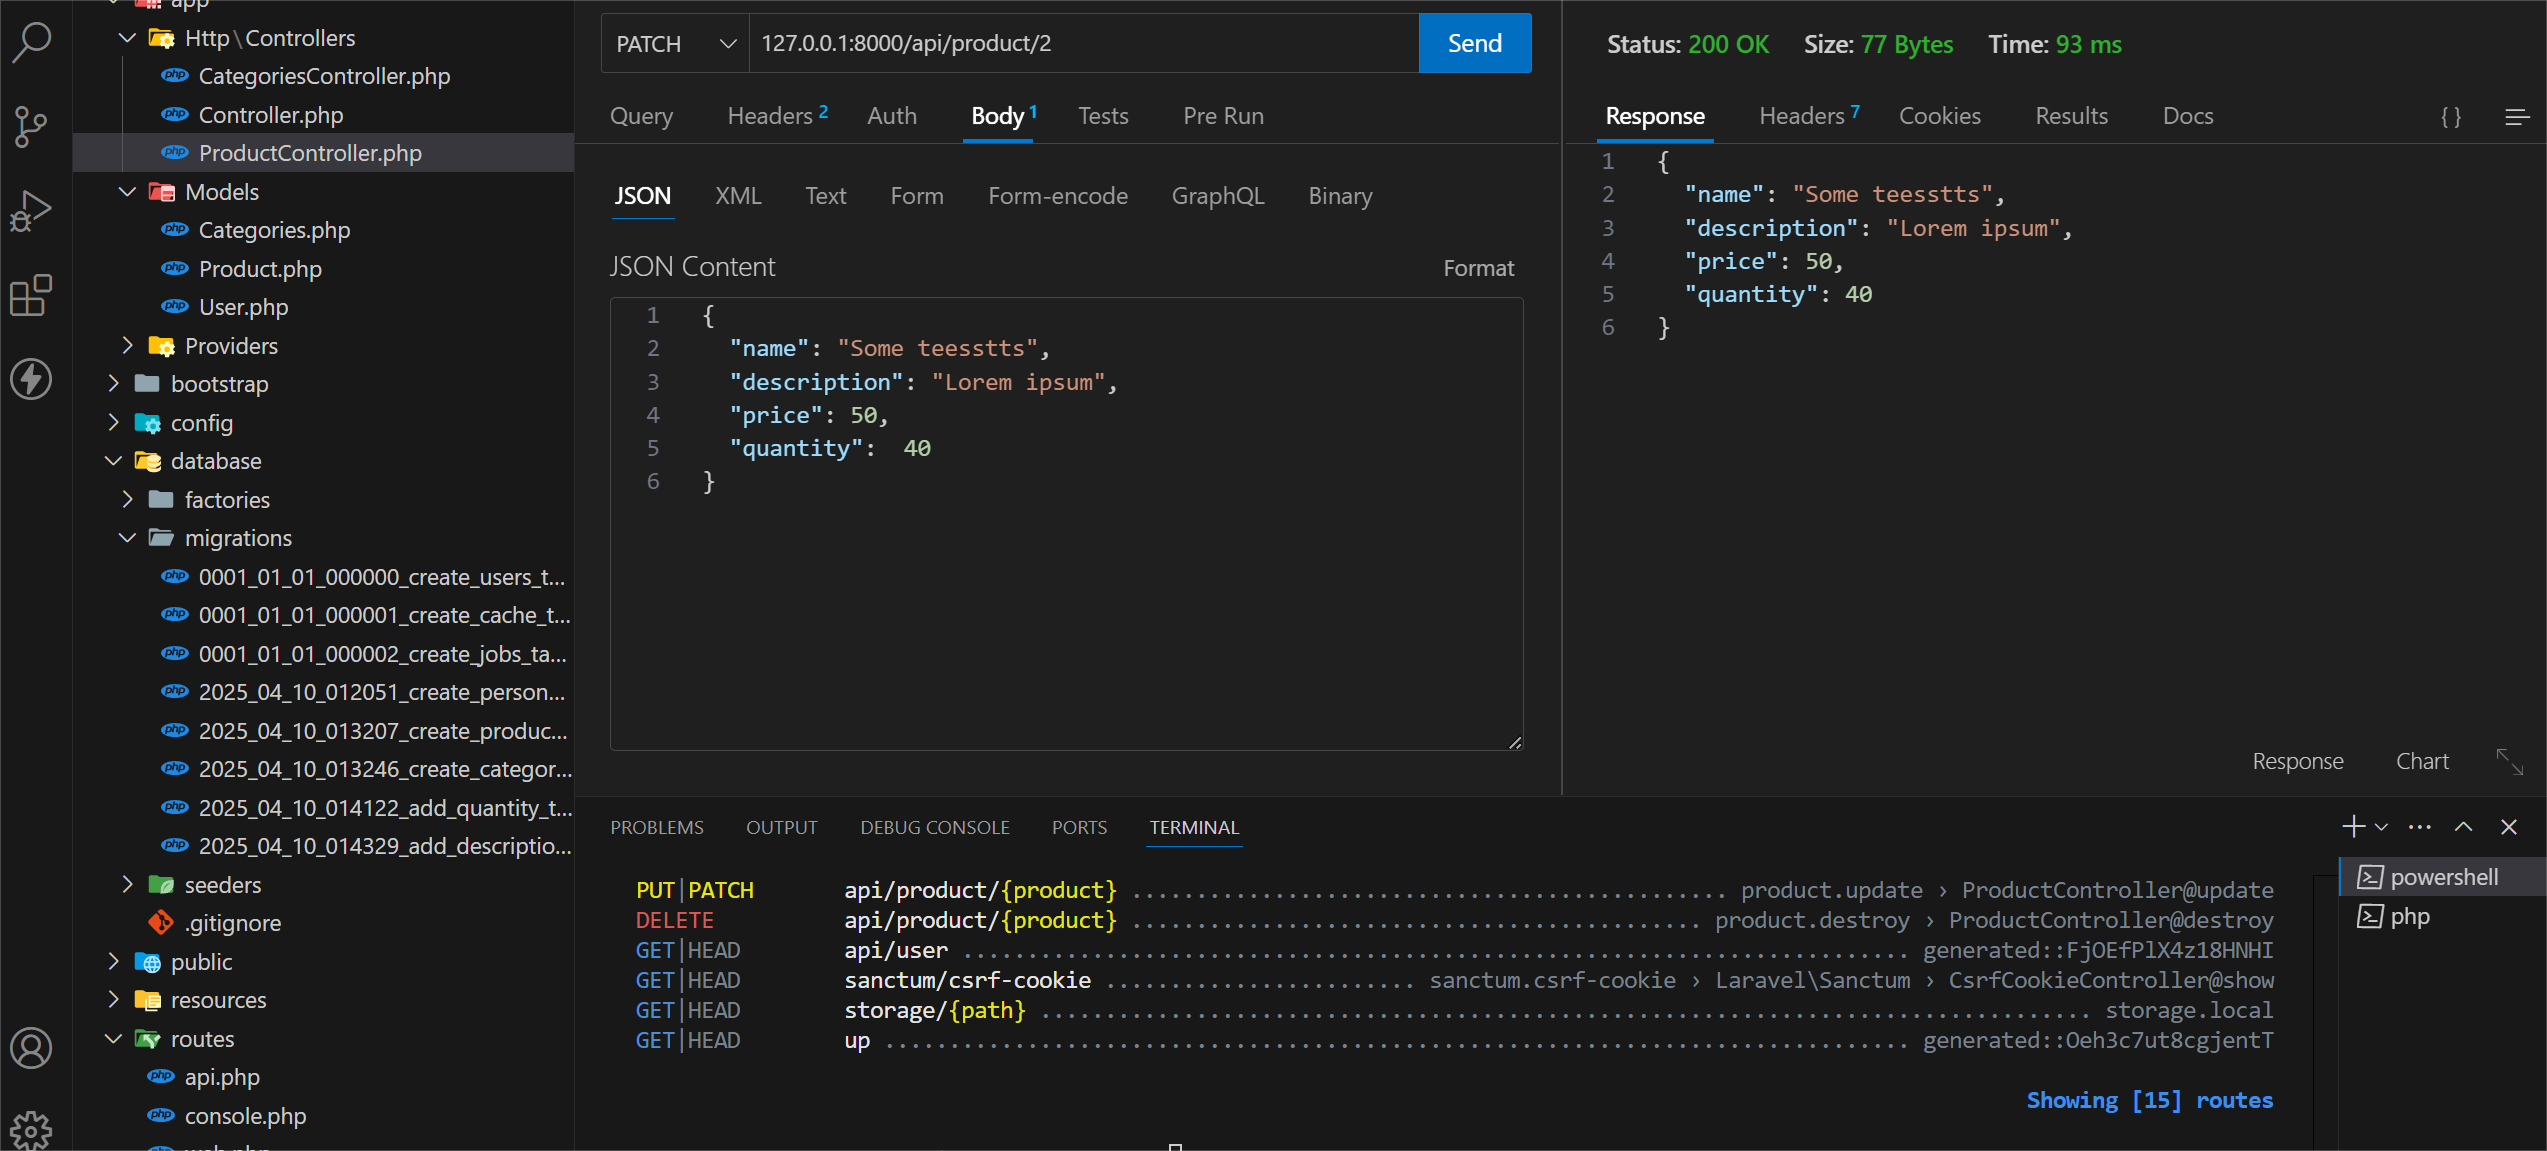 app
Http\Controllers
CategoriesController.php
Controller.php
ProductController.php
Models
Categories.php
Product.php
User.php
Providers
bootstrap
config
database
factories
migrations
0001_01_01_000000_create_users_t...
0001_01_01_000001_create_cache_t...
0001_01_01_000002_create_jobs_ta...
2025_04_10_012051_create_person...
2025_04_10_013207_create_produc...
2025_04_10_013246_create_categor...
2025_04_10_014122_add_quantity_t...
2025_04_10_014329_add_descriptio...
seeders
.gitignore
public
resources
routes
api.php
console.php
web.php
PATCH 127.0.0.1:8000/api/product/2 Send
Query Headers 2 Auth Body 1 Tests Pre Run
JSON XML Text Form Form-encode GraphQL Binary
JSON Content Format
1 {
2 "name": "Some teesstts",
3 "description": "Lorem ipsum",
4 "price": 50,
5 "quantity":  40
6 }
Status: 200 OK Size: 77 Bytes Time: 93 ms
Response Headers 7 Cookies Results Docs { }
1 {
2 "name": "Some teesstts",
3 "description": "Lorem ipsum",
4 "price": 50,
5 "quantity": 40
6 }
Response Chart
PROBLEMS OUTPUT DEBUG CONSOLE PORTS TERMINAL
PUT|PATCH api/product/{product} ............................................. product.update › ProductController@update
DELETE api/product/{product} ........................................... product.destroy › ProductController@destroy
GET|HEAD api/user ......................................................................... generated::FjOEfPlX4z18HNHI
GET|HEAD sanctum/csrf-cookie ........................ sanctum.csrf-cookie › Laravel\Sanctum › CsrfCookieController@show
GET|HEAD storage/{path} ................................................................................. storage.local
GET|HEAD up ............................................................................... generated::Oeh3c7ut8cgjentT
Showing [15] routes
powershell
php